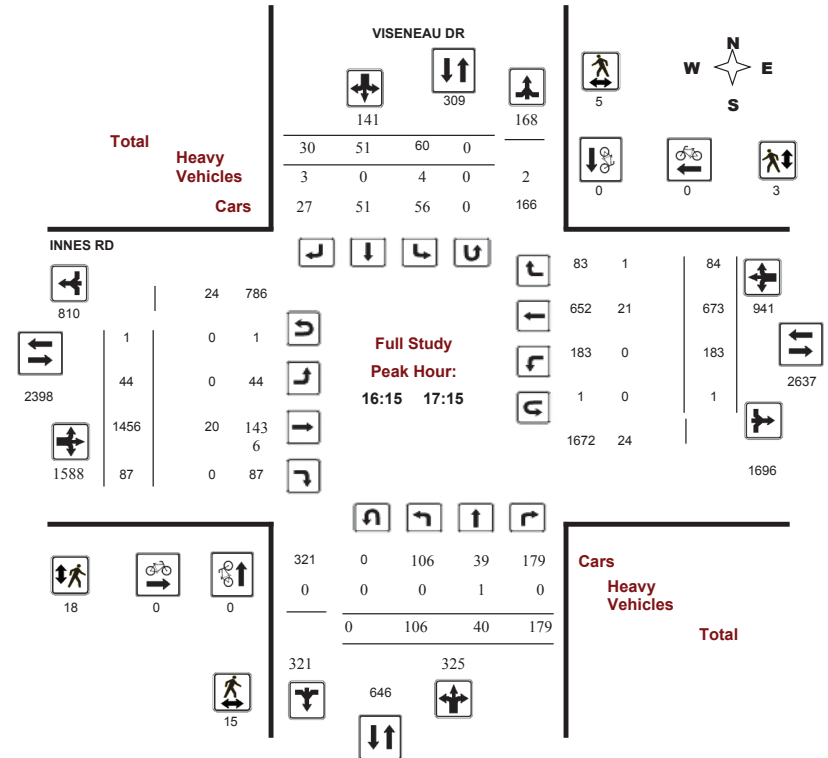 VISENEAU DR
N
W E
S
309
5
141 168
Total
30 51 60 0
Heavy
Vehicles
3 0 4 0 2
Cars
27 51 56 0 166
0 0 3
INNES RD
810
24 786
83 1 84
941
1 0 1
652 21 673
2398
44 0 44
Full Study
Peak Hour:
16:15 17:15
183 0 183
2637
1456 20 143
6
1 0 1
1588
87 0 87
1672 24
1696
321 0 106 39 179
Cars
0 0 0 1 0
Heavy
Vehicles
0 106 40 179
Total
18 0 0
321 325
646
15